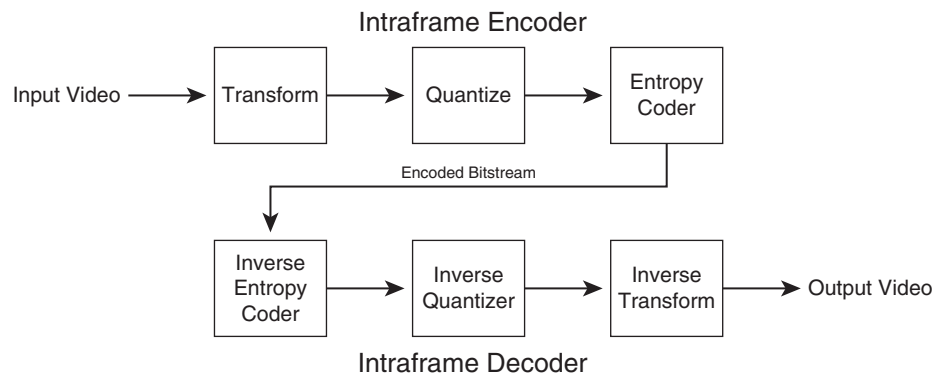 Intraframe Encoder
Input Video
Transform
Quantize
Entropy
Coder
Encoded Bitstream
Inverse
Entropy
Coder
Inverse
Quantizer
Inverse
Transform
Output Video
Intraframe Decoder